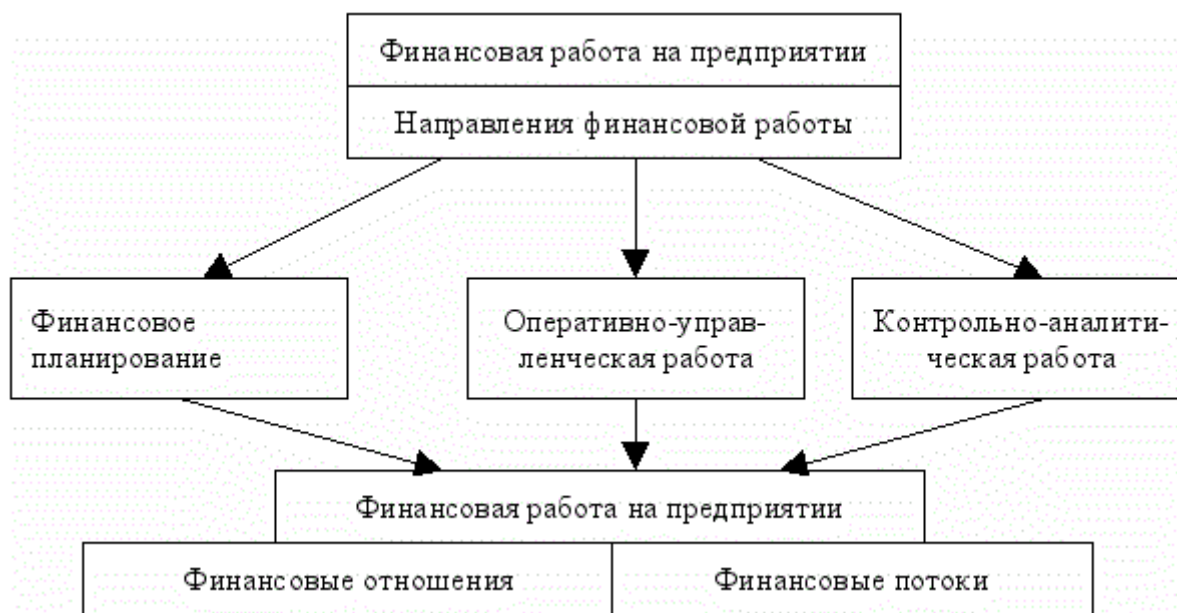 Финансовая работа на предприятии
Направления финансовой работы
Финансовое
планирование
Оперативно-управ-
ленческая работа
Контрольно-аналити-
ческая работа
Финансовая работа на предприятии
Финансовые отношения
Финансовые потоки